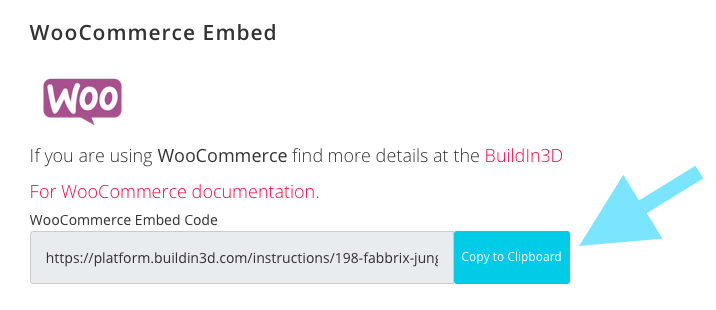 WooCommerce Embed
Woo
If you are using WooCommerce find more details at the BuildIn3D
For WooCommerce documentation.
WooCommerce Embed Code
https://platform.buildin3d.com/instructions/198-fabbrix-jung Copy to Clipboard